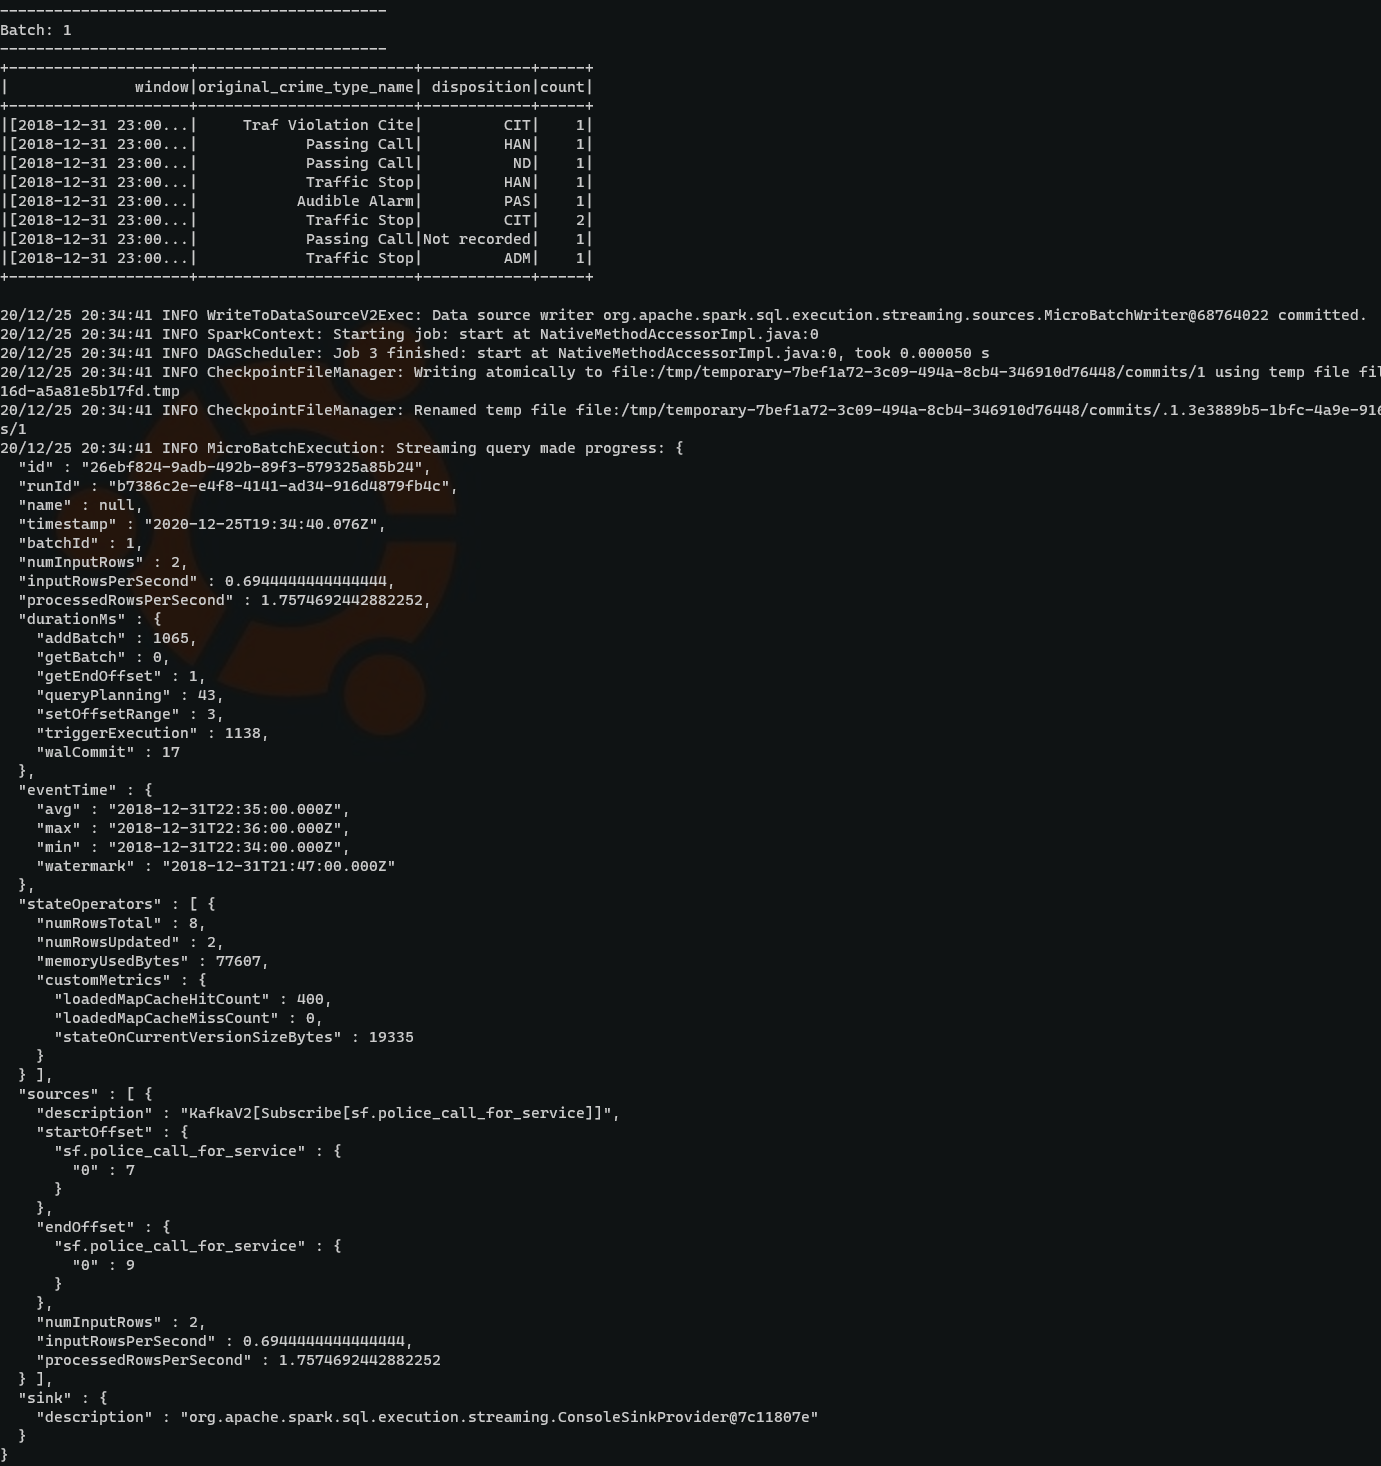 -------------------------------------------
Batch: 1
-------------------------------------------
+--------------------+------------------------+------------+-----+
|              window|original_crime_type_name| disposition|count|
+--------------------+------------------------+------------+-----+
|[2018-12-31 23:00...|     Traf Violation Cite|         CIT|    1|
|[2018-12-31 23:00...|            Passing Call|         HAN|    1|
|[2018-12-31 23:00...|            Passing Call|          ND|    1|
|[2018-12-31 23:00...|            Traffic Stop|         HAN|    1|
|[2018-12-31 23:00...|           Audible Alarm|         PAS|    1|
|[2018-12-31 23:00...|            Traffic Stop|         CIT|    2|
|[2018-12-31 23:00...|            Passing Call|Not recorded|    1|
|[2018-12-31 23:00...|            Traffic Stop|         ADM|    1|
+--------------------+------------------------+------------+-----+
20/12/25 20:34:41 INFO WriteToDataSourceV2Exec: Data source writer org.apache.spark.sql.execution.streaming.sources.MicroBatchWriter@68764022 committed.
20/12/25 20:34:41 INFO SparkContext: Starting job: start at NativeMethodAccessorImpl.java:0
20/12/25 20:34:41 INFO DAGScheduler: Job 3 finished: start at NativeMethodAccessorImpl.java:0, took 0.000050 s
20/12/25 20:34:41 INFO CheckpointFileManager: Writing atomically to file:/tmp/temporary-7bef1a72-3c09-494a-8cb4-346910d76448/commits/1 using temp file fil
16d-a5a81e5b17fd.tmp
20/12/25 20:34:41 INFO CheckpointFileManager: Renamed temp file file:/tmp/temporary-7bef1a72-3c09-494a-8cb4-346910d76448/commits/.1.3e3889b5-1bfc-4a9e-916
s/1
20/12/25 20:34:41 INFO MicroBatchExecution: Streaming query made progress: {
  "id" : "26ebf824-9adb-492b-89f3-579325a85b24",
  "runId" : "b7386c2e-e4f8-4141-ad34-916d4879fb4c",
  "name" : null,
  "timestamp" : "2020-12-25T19:34:40.076Z",
  "batchId" : 1,
  "numInputRows" : 2,
  "inputRowsPerSecond" : 0.6944444444444444,
  "processedRowsPerSecond" : 1.7574692442882252,
  "durationMs" : {
    "addBatch" : 1065,
    "getBatch" : 0,
    "getEndOffset" : 1,
    "queryPlanning" : 43,
    "setOffsetRange" : 3,
    "triggerExecution" : 1138,
    "walCommit" : 17
  },
  "eventTime" : {
    "avg" : "2018-12-31T22:35:00.000Z",
    "max" : "2018-12-31T22:36:00.000Z",
    "min" : "2018-12-31T22:34:00.000Z",
    "watermark" : "2018-12-31T21:47:00.000Z"
  },
  "stateOperators" : [ {
    "numRowsTotal" : 8,
    "numRowsUpdated" : 2,
    "memoryUsedBytes" : 77607,
    "customMetrics" : {
      "loadedMapCacheHitCount" : 400,
      "loadedMapCacheMissCount" : 0,
      "stateOnCurrentVersionSizeBytes" : 19335
    }
  } ],
  "sources" : [ {
    "description" : "KafkaV2[Subscribe[sf.police_call_for_service]]",
    "startOffset" : {
      "sf.police_call_for_service" : {
        "0" : 7
      }
    },
    "endOffset" : {
      "sf.police_call_for_service" : {
        "0" : 9
      }
    },
    "numInputRows" : 2,
    "inputRowsPerSecond" : 0.6944444444444444,
    "processedRowsPerSecond" : 1.7574692442882252
  } ],
  "sink" : {
    "description" : "org.apache.spark.sql.execution.streaming.ConsoleSinkProvider@7c11807e"
  }
}